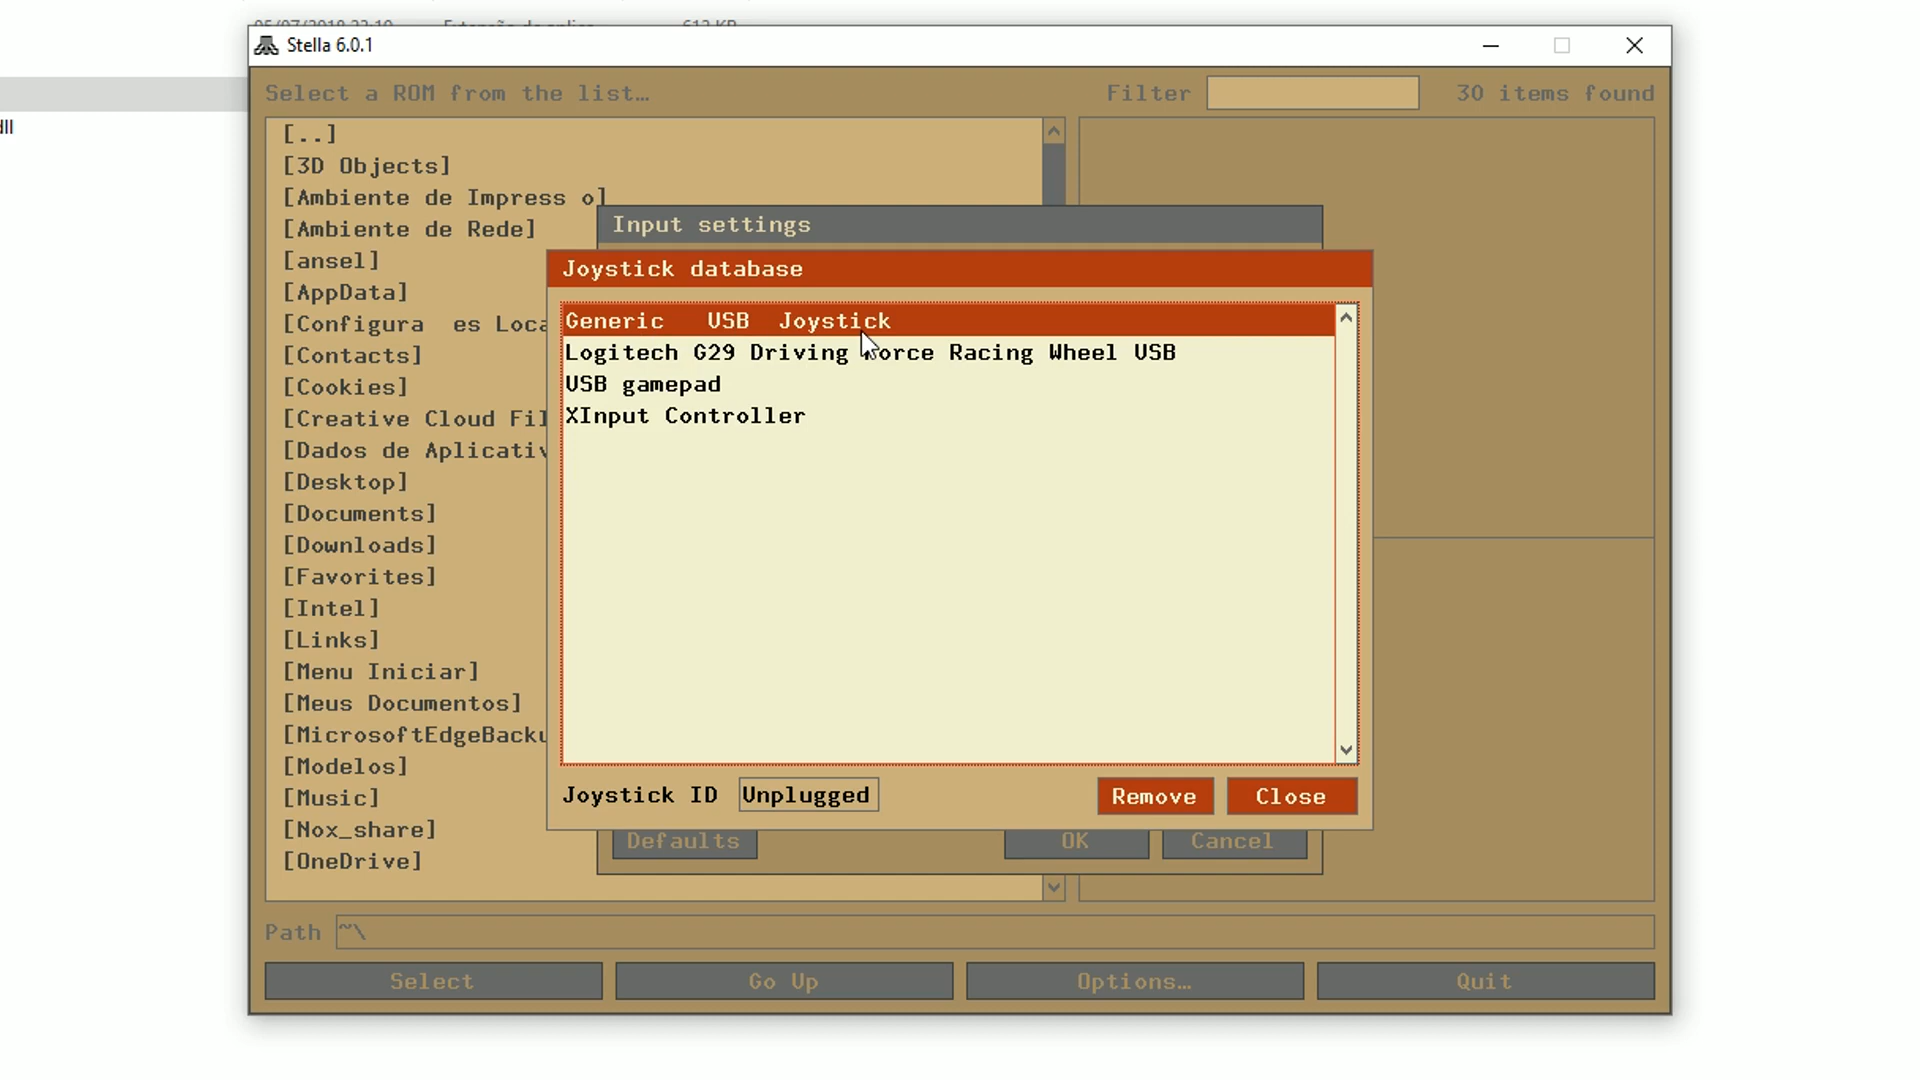 Stella 6.0.1
Select a ROM from the list…
Filter
30 items found
dll
[..]
[3D Objects]
[Ambiente de Impress o]
[Ambiente de Rede]
[ansel]
[AppData]
[Configura  es Loca
[Contacts]
[Cookies]
[Creative Cloud Fil
[Dados de Aplicativ
[Desktop]
[Documents]
[Downloads]
[Favorites]
[Intel]
[Links]
[Menu Iniciar]
[Meus Documentos]
[MicrosoftEdgeBacku
[Modelos]
[Music]
[Nox_share]
[OneDrive]
Input settings
Joystick database
Generic   USB  Joystick
Logitech G29 Driving Force Racing Wheel USB
USB gamepad
XInput Controller
Joystick ID Unplugged Remove Close
Defaults OK Cancel
Path ~\
Select Go Up Options… Quit